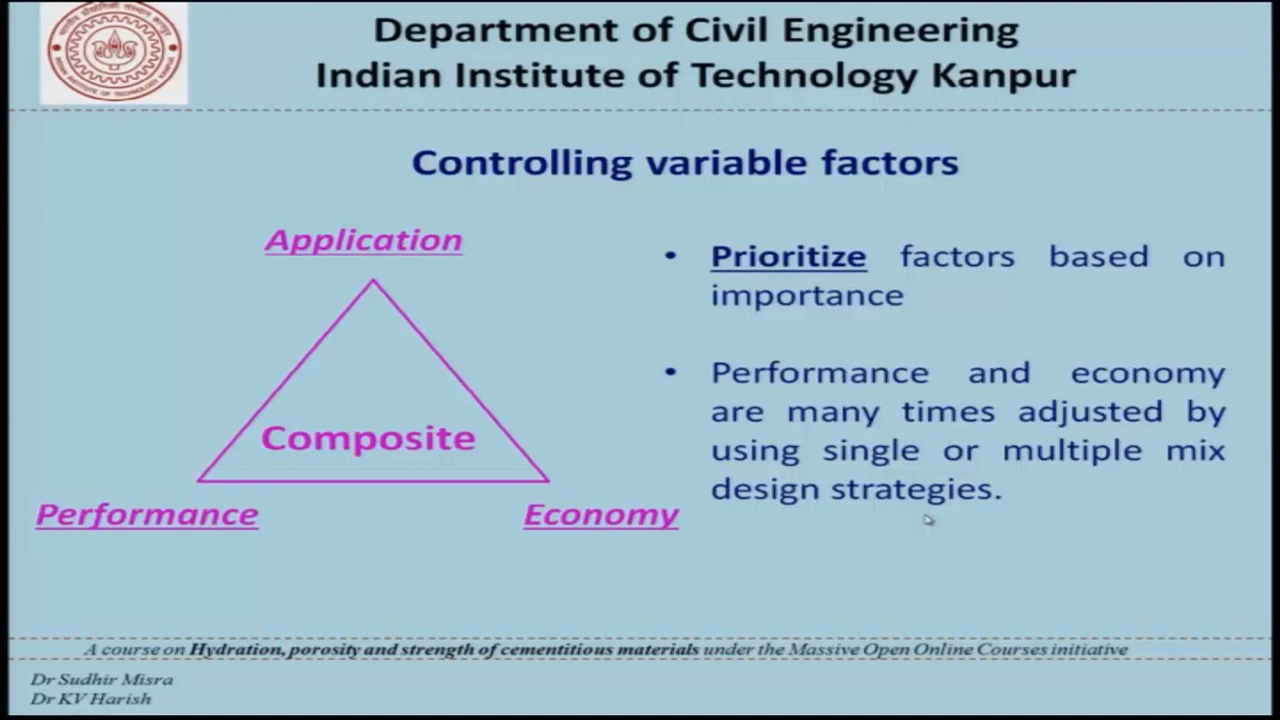 Department of Civil Engineering
Indian Institute of Technology Kanpur
Controlling variable factors
Application
Composite
Performance
Economy
• Prioritize factors based on
importance
• Performance and economy
are many times adjusted by
using single or multiple mix
design strategies.
A course on Hydration, porosity and strength of cementitious materials under the Massive Open Online Courses initiative
Dr Sudhir Misra
Dr KV Harish